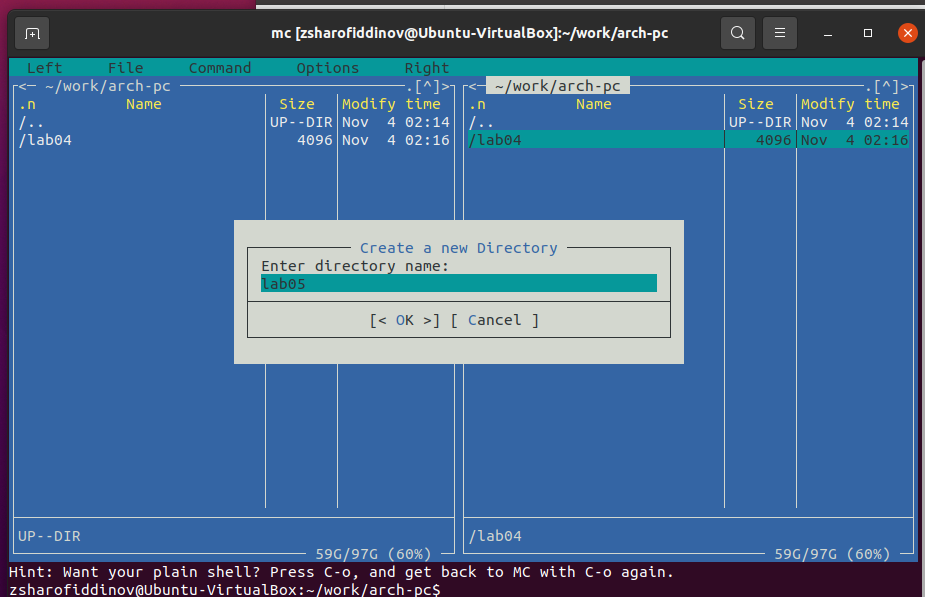 mc [zsharofiddinov@Ubuntu-VirtualBox]:~/work/arch-pc
Left File Command Options Right
<─ ~/work/arch-pc ─.[^]> <─ ~/work/arch-pc ─.[^]>
.n Name Size Modify time .n Name Size Modify time
/.. UP--DIR Nov 4 02:14 /.. UP--DIR Nov 4 02:14
/lab04 4096 Nov 4 02:16 /lab04 4096 Nov 4 02:16
Create a new Directory
Enter directory name:
lab05
[< OK >] [ Cancel ]
UP--DIR /lab04
59G/97G (60%) 59G/97G (60%)
Hint: Want your plain shell? Press C-o, and get back to MC with C-o again.
zsharofiddinov@Ubuntu-VirtualBox:~/work/arch-pc$